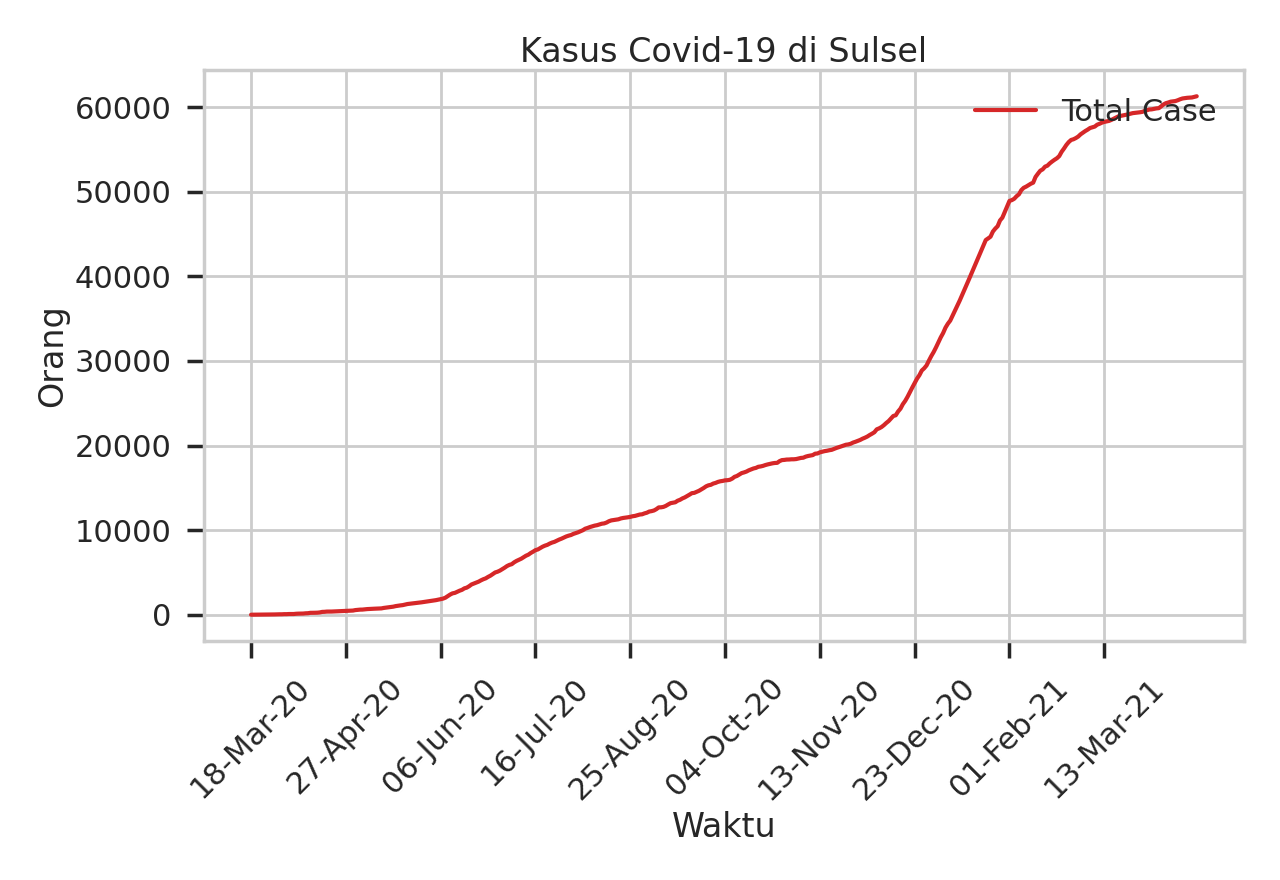 Kasus Covid-19 di Sulsel
Total Case
60000
50000
40000
30000
20000
10000
0
Orang
18-Mar-20
27-Apr-20
06-Jun-20
16-Jul-20
25-Aug-20
04-Oct-20
13-Nov-20
23-Dec-20
01-Feb-21
13-Mar-21
Waktu